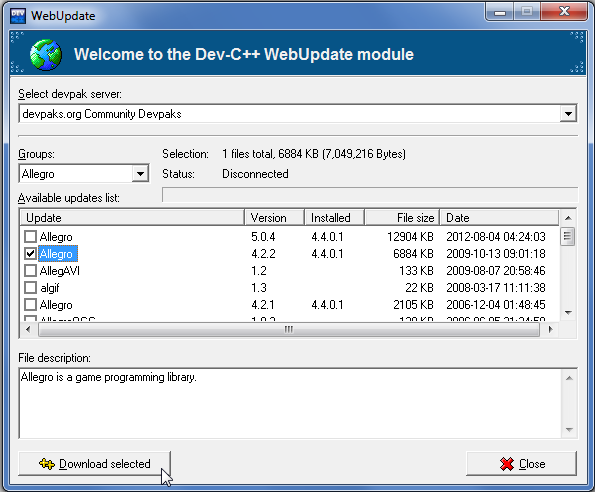 DEV
WebUpdate
Welcome to the Dev-C++ WebUpdate module
Select devpak server:
devpaks.org Community Devpaks
Groups:
Selection: 1 files total, 6884 KB (7,049,216 Bytes)
Allegro
Status: Disconnected
Available updates list:
Update Version Installed File size Date
Allegro 5.0.4 4.4.0.1 12904 KB 2012-08-04 04:24:03
Allegro 4.2.2 4.4.0.1 6884 KB 2009-10-13 09:01:18
AllegAVI 1.2 133 KB 2009-08-07 20:58:46
algif 1.3 22 KB 2008-03-17 11:11:38
Allegro 4.2.1 4.4.0.1 2105 KB 2006-12-04 01:48:45
File description:
Allegro is a game programming library.
Download selected
Close